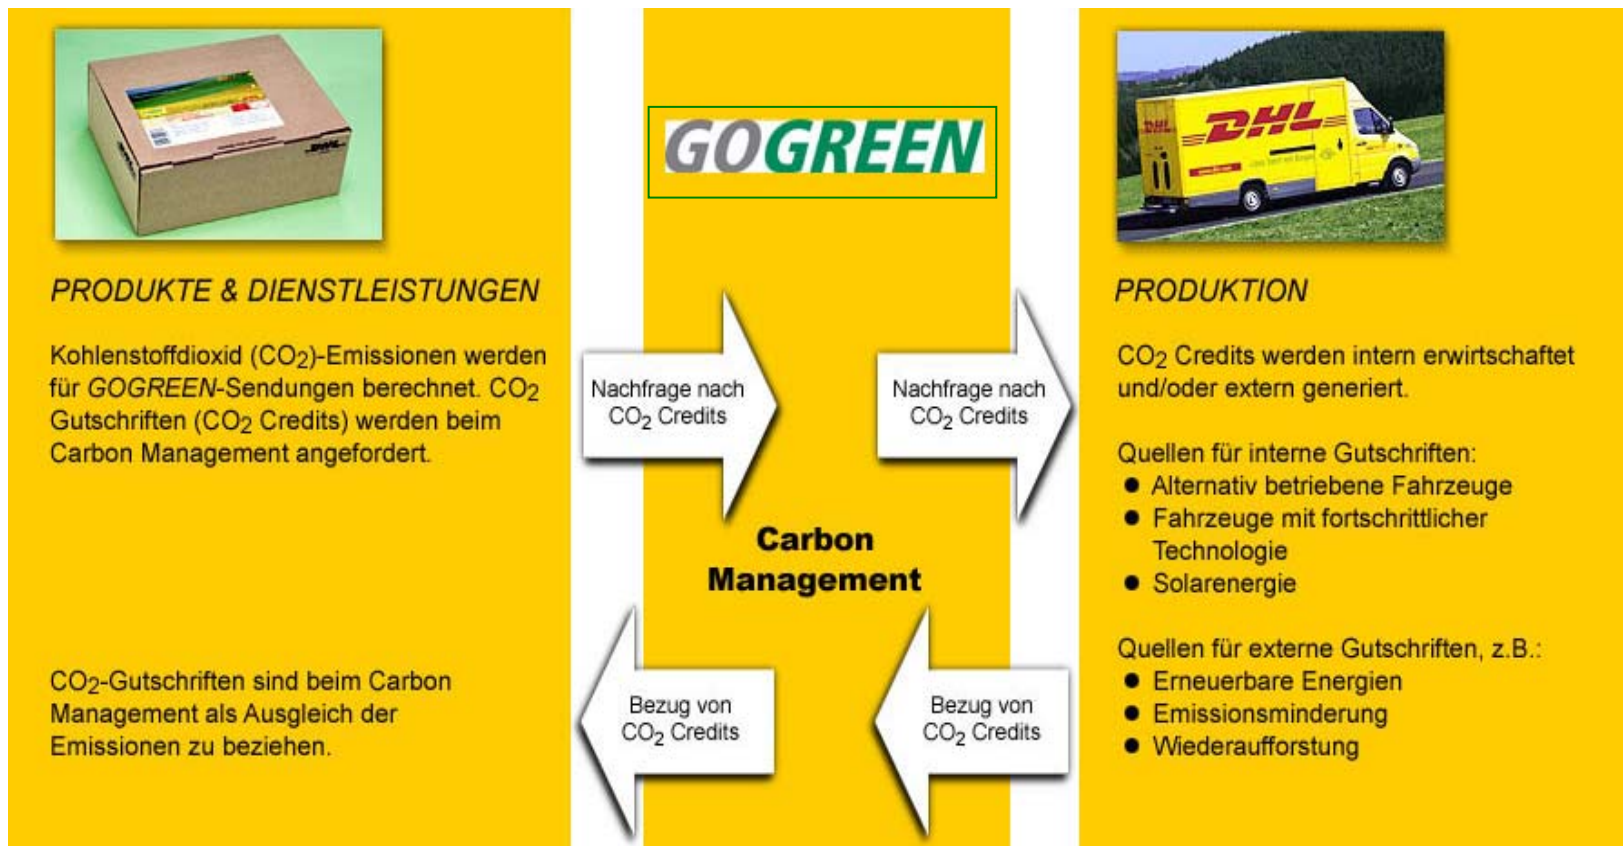 DHL
GOGREEN
DHL
DHL
PRODUKTE & DIENSTLEISTUNGEN
Kohlenstoffdioxid (CO2)-Emissionen werden
für GOGREEN-Sendungen berechnet. CO2
Gutschriften (CO2 Credits) werden beim
Carbon Management angefordert.
CO2-Gutschriften sind beim Carbon
Management als Ausgleich der
Emissionen zu beziehen.
Nachfrage nach
CO2 Credits
Nachfrage nach
CO2 Credits
Carbon
Management
Bezug von
CO2 Credits
Bezug von
CO2 Credits
PRODUKTION
CO2 Credits werden intern erwirtschaftet
und/oder extern generiert.
Quellen für interne Gutschriften:
● Alternativ betriebene Fahrzeuge
● Fahrzeuge mit fortschrittlicher
Technologie
● Solarenergie
Quellen für externe Gutschriften, z.B.:
● Erneuerbare Energien
● Emissionsminderung
● Wiederaufforstung